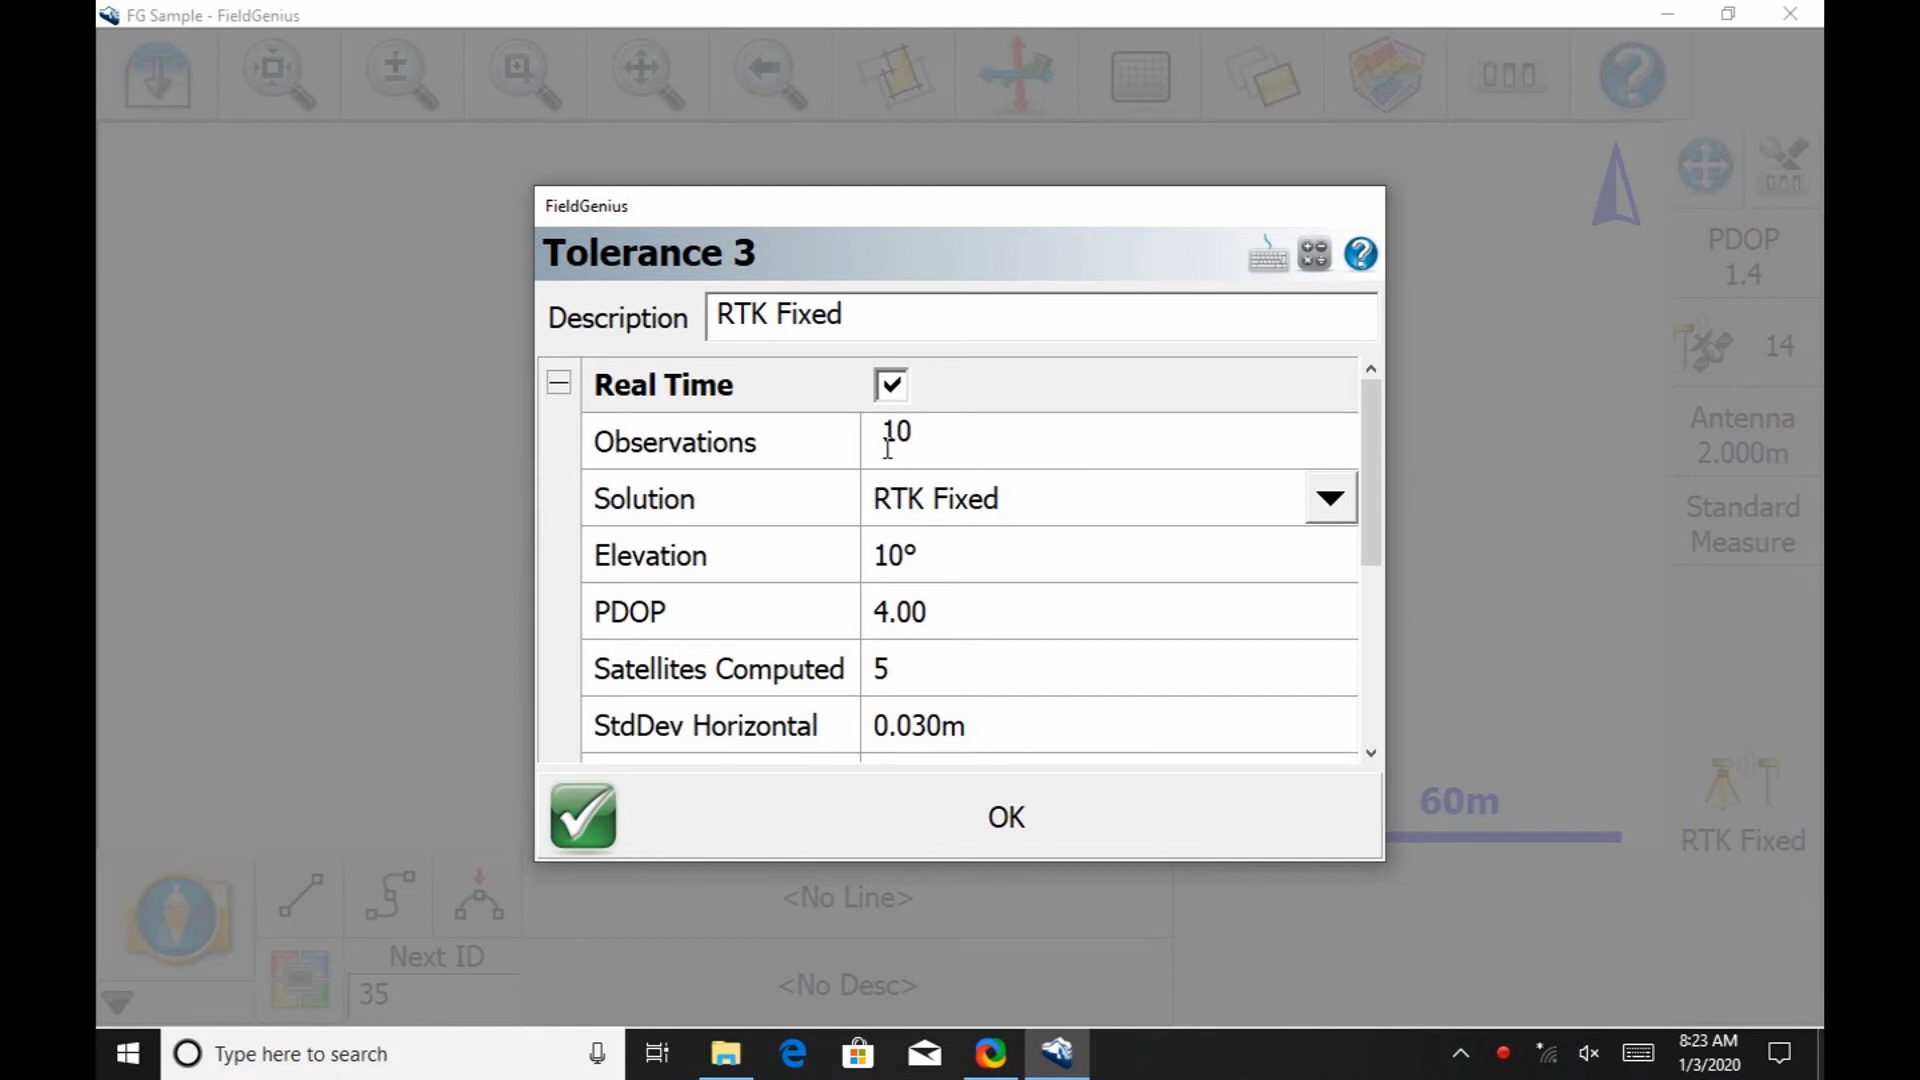 FG Sample - FieldGenius
PDOP
1.4
14
Antenna
2.000m
Standard
Measure
60m
RTK Fixed
FieldGenius
Tolerance 3
Description RTK Fixed
Real Time
Observations 10
Solution RTK Fixed
Elevation 10°
PDOP 4.00
Satellites Computed 5
StdDev Horizontal 0.030m
OK
<No Line>
Next ID
35
<No Desc>
Type here to search
8:23 AM
1/3/2020